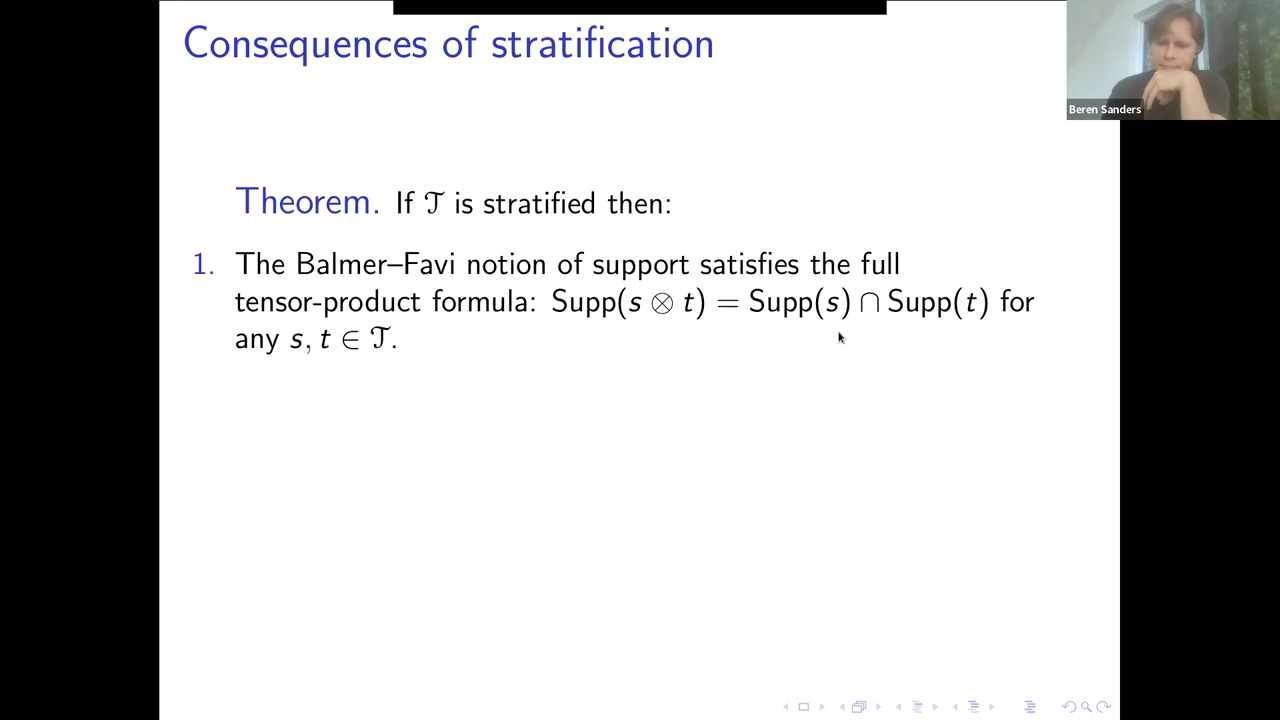 Consequences of stratification
Beren Sanders
Theorem. If 𝒯 is stratified then:
1. The Balmer–Favi notion of support satisfies the full
tensor-product formula: Supp(s ⊗ t) = Supp(s) ∩ Supp(t) for
any s, t ∈ 𝒯.